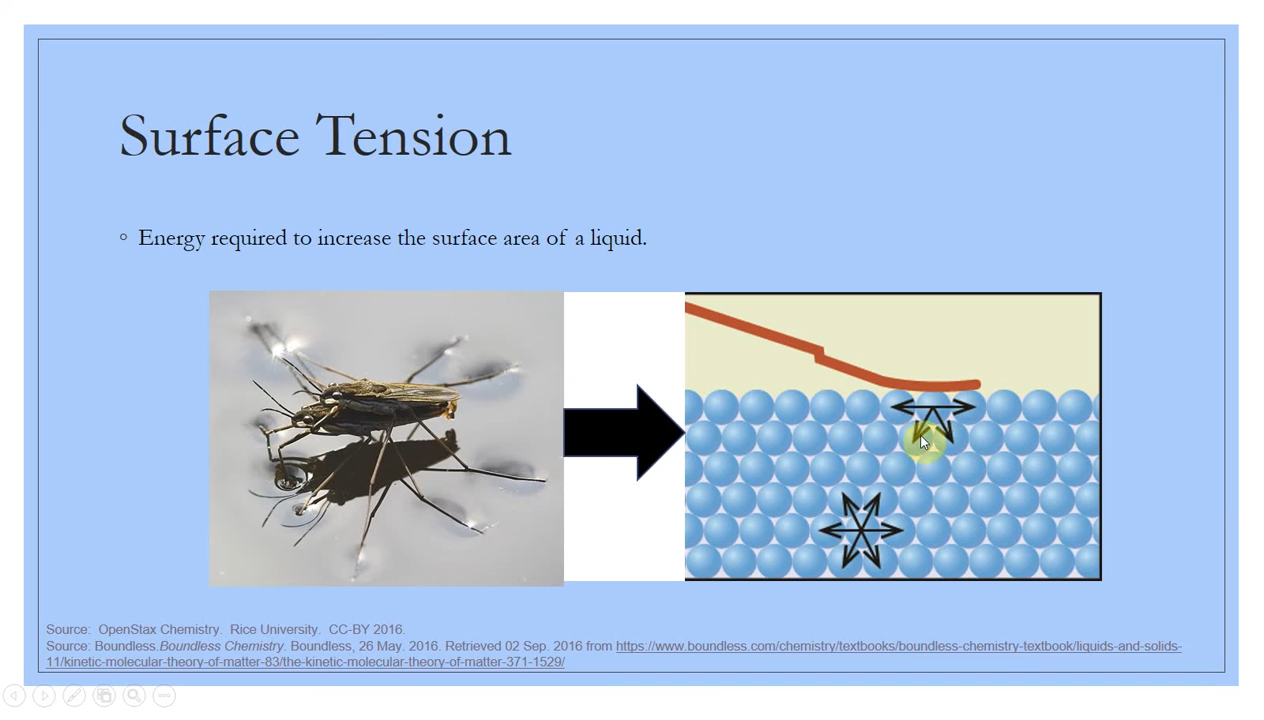 Surface Tension
◦ Energy required to increase the surface area of a liquid.
Source: OpenStax Chemistry. Rice University. CC-BY 2016.
Source: Boundless.Boundless Chemistry. Boundless, 26 May. 2016. Retrieved 02 Sep. 2016 from https://www.boundless.com/chemistry/textbooks/boundless-chemistry-textbook/liquids-and-solids-
11/kinetic-molecular-theory-of-matter-83/the-kinetic-molecular-theory-of-matter-371-1529/